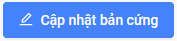 Cập nhật bản cứng